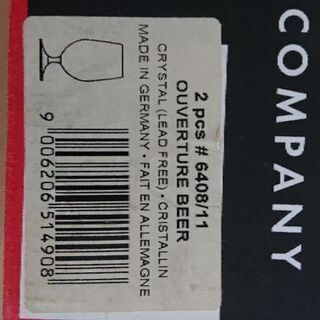 COMPANY
2 pcs # 6408/11
OUVERTURE BEER
CRYSTAL (LEAD FREE) · CRISTALLIN
MADE IN GERMANY · FAIT EN ALLEMAGNE
9 006206 514908